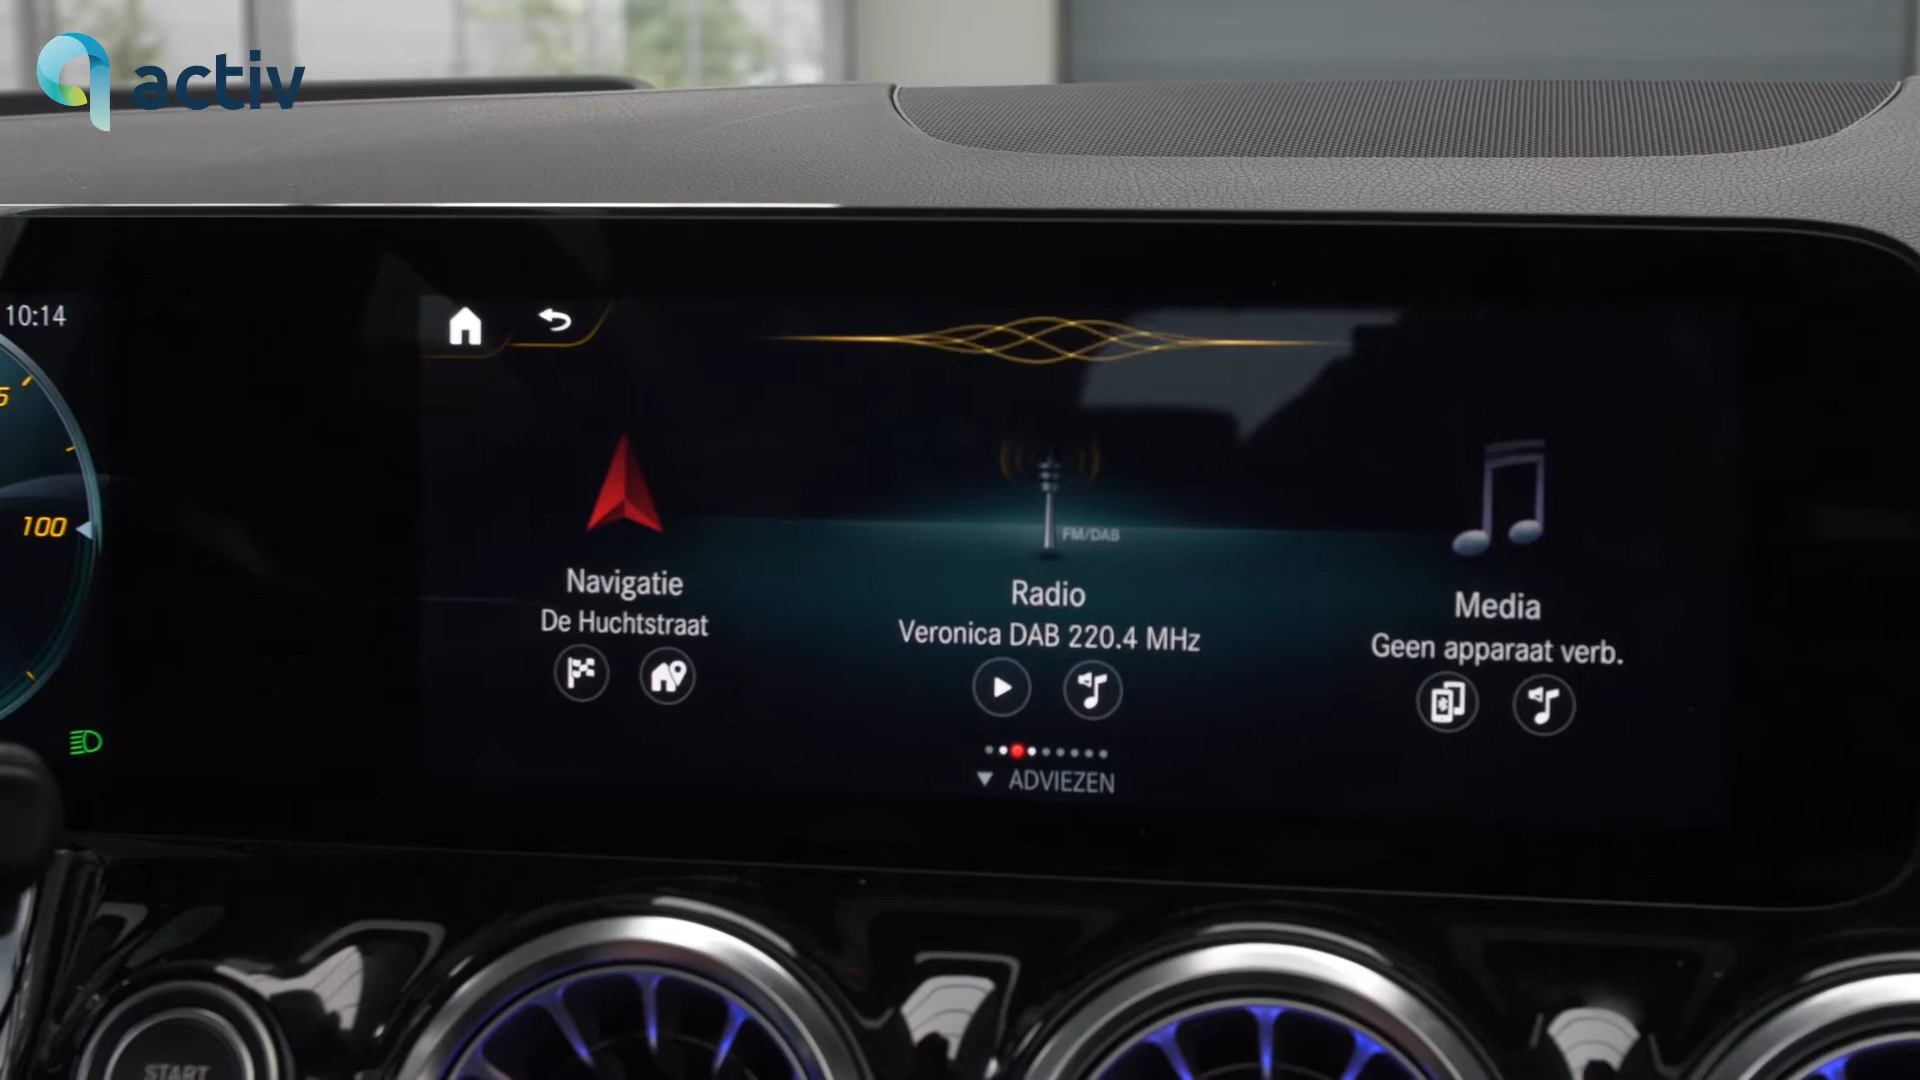 activ
10:14
5
100
FM/DAB
Navigatie
De Huchtstraat
Radio
Veronica DAB 220.4 MHz
Media
Geen apparaat verb.
ADVIEZEN
START